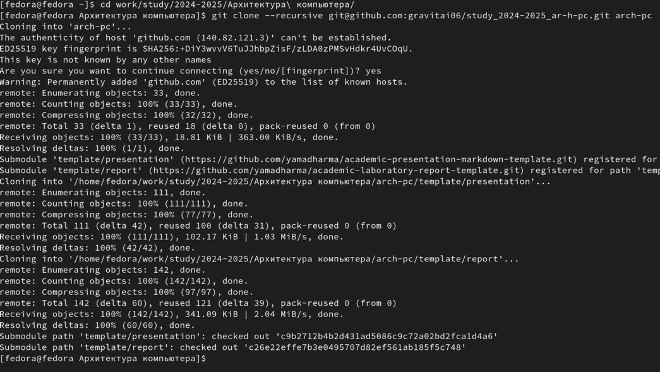 [fedora@fedora ~]$ cd work/study/2024-2025/Архитектура\ компьютера/
[fedora@fedora Архитектура компьютера]$ git clone --recursive git@github.com:gravitai06/study_2024-2025_ar-h-pc.git arch-pc
Cloning into 'arch-pc'...
The authenticity of host 'github.com (140.82.121.3)' can't be established.
ED25519 key fingerprint is SHA256:+DiY3wvvV6TuJJhbpZisF/zLDA0zPMSvHdkr4UvCOqU.
This key is not known by any other names
Are you sure you want to continue connecting (yes/no/[fingerprint])? yes
Warning: Permanently added 'github.com' (ED25519) to the list of known hosts.
remote: Enumerating objects: 33, done.
remote: Counting objects: 100% (33/33), done.
remote: Compressing objects: 100% (32/32), done.
remote: Total 33 (delta 1), reused 18 (delta 0), pack-reused 0 (from 0)
Receiving objects: 100% (33/33), 18.81 KiB | 363.00 KiB/s, done.
Resolving deltas: 100% (1/1), done.
Submodule 'template/presentation' (https://github.com/yamadharma/academic-presentation-markdown-template.git) registered for
Submodule 'template/report' (https://github.com/yamadharma/academic-laboratory-report-template.git) registered for path 'temp
Cloning into '/home/fedora/work/study/2024-2025/Архитектура компьютера/arch-pc/template/presentation'...
remote: Enumerating objects: 111, done.
remote: Counting objects: 100% (111/111), done.
remote: Compressing objects: 100% (77/77), done.
remote: Total 111 (delta 42), reused 100 (delta 31), pack-reused 0 (from 0)
Receiving objects: 100% (111/111), 102.17 KiB | 1.03 MiB/s, done.
Resolving deltas: 100% (42/42), done.
Cloning into '/home/fedora/work/study/2024-2025/Архитектура компьютера/arch-pc/template/report'...
remote: Enumerating objects: 142, done.
remote: Counting objects: 100% (142/142), done.
remote: Compressing objects: 100% (97/97), done.
remote: Total 142 (delta 60), reused 121 (delta 39), pack-reused 0 (from 0)
Receiving objects: 100% (142/142), 341.09 KiB | 2.04 MiB/s, done.
Resolving deltas: 100% (60/60), done.
Submodule path 'template/presentation': checked out 'c9b2712b4b2d431ad5086c9c72a02bd2fca1d4a6'
Submodule path 'template/report': checked out 'c26e22effe7b3e0495707d82ef561ab185f5c748'
[fedora@fedora Архитектура компьютера]$